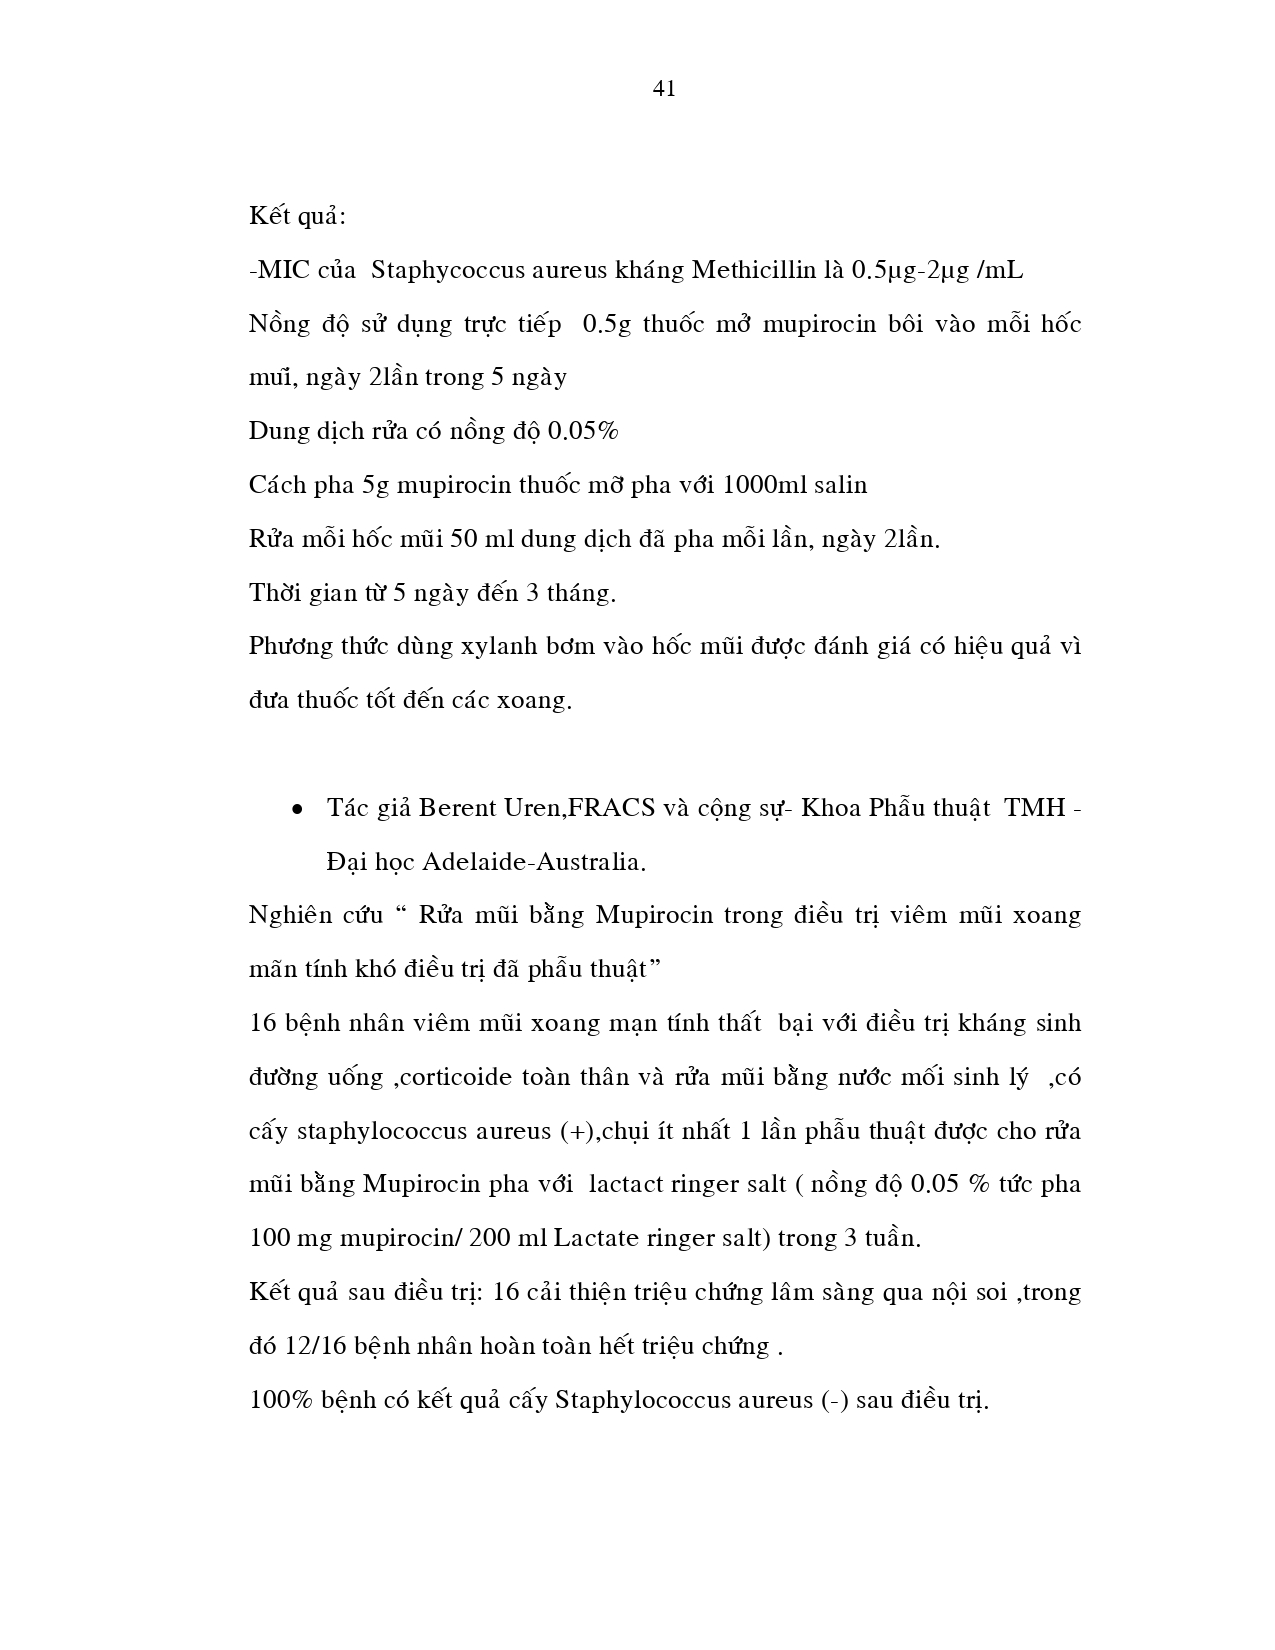 41
Kết quả:
-MIC của Staphycoccus aureus kháng Methicillin là 0.5µg-2µg /mL
Nồng độ sử dụng trực tiếp 0.5g thuốc mở mupirocin bôi vào mỗi hốc
muĩ, ngày 2lần trong 5 ngày
Dung dịch rửa có nồng độ 0.05%
Cách pha 5g mupirocin thuốc mỡ pha với 1000ml salin
Rửa mỗi hốc mũi 50 ml dung dịch đã pha mỗi lần, ngày 2lần.
Thời gian từ 5 ngày đến 3 tháng.
Phương thức dùng xylanh bơm vào hốc mũi được đánh giá có hiệu quả vì
đưa thuốc tốt đến các xoang.
• Tác giả Berent Uren,FRACS và cộng sự- Khoa Phẫu thuật TMH -
Đại học Adelaide-Australia.
Nghiên cứu “ Rửa mũi bằng Mupirocin trong điều trị viêm mũi xoang
mãn tính khó điều trị đã phẫu thuật”
16 bệnh nhân viêm mũi xoang mạn tính thất bại với điều trị kháng sinh
đường uống ,corticoide toàn thân và rửa mũi bằng nước mối sinh lý ,có
cấy staphylococcus aureus (+),chụi ít nhất 1 lần phẫu thuật được cho rửa
mũi bằng Mupirocin pha với lactact ringer salt ( nồng độ 0.05 % tức pha
100 mg mupirocin/ 200 ml Lactate ringer salt) trong 3 tuần.
Kết quả sau điều trị: 16 cải thiện triệu chứng lâm sàng qua nội soi ,trong
đó 12/16 bệnh nhân hoàn toàn hết triệu chứng .
100% bệnh có kết quả cấy Staphylococcus aureus (-) sau điều trị.